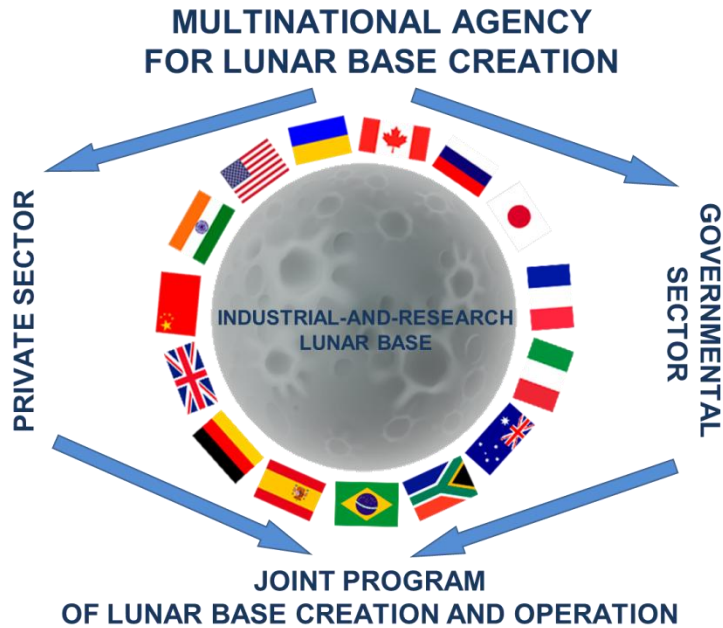 MULTINATIONAL AGENCY
FOR LUNAR BASE CREATION
PRIVATE SECTOR
INDUSTRIAL-AND-RESEARCH
LUNAR BASE
GOVERNMENTAL
SECTOR
JOINT PROGRAM
OF LUNAR BASE CREATION AND OPERATION